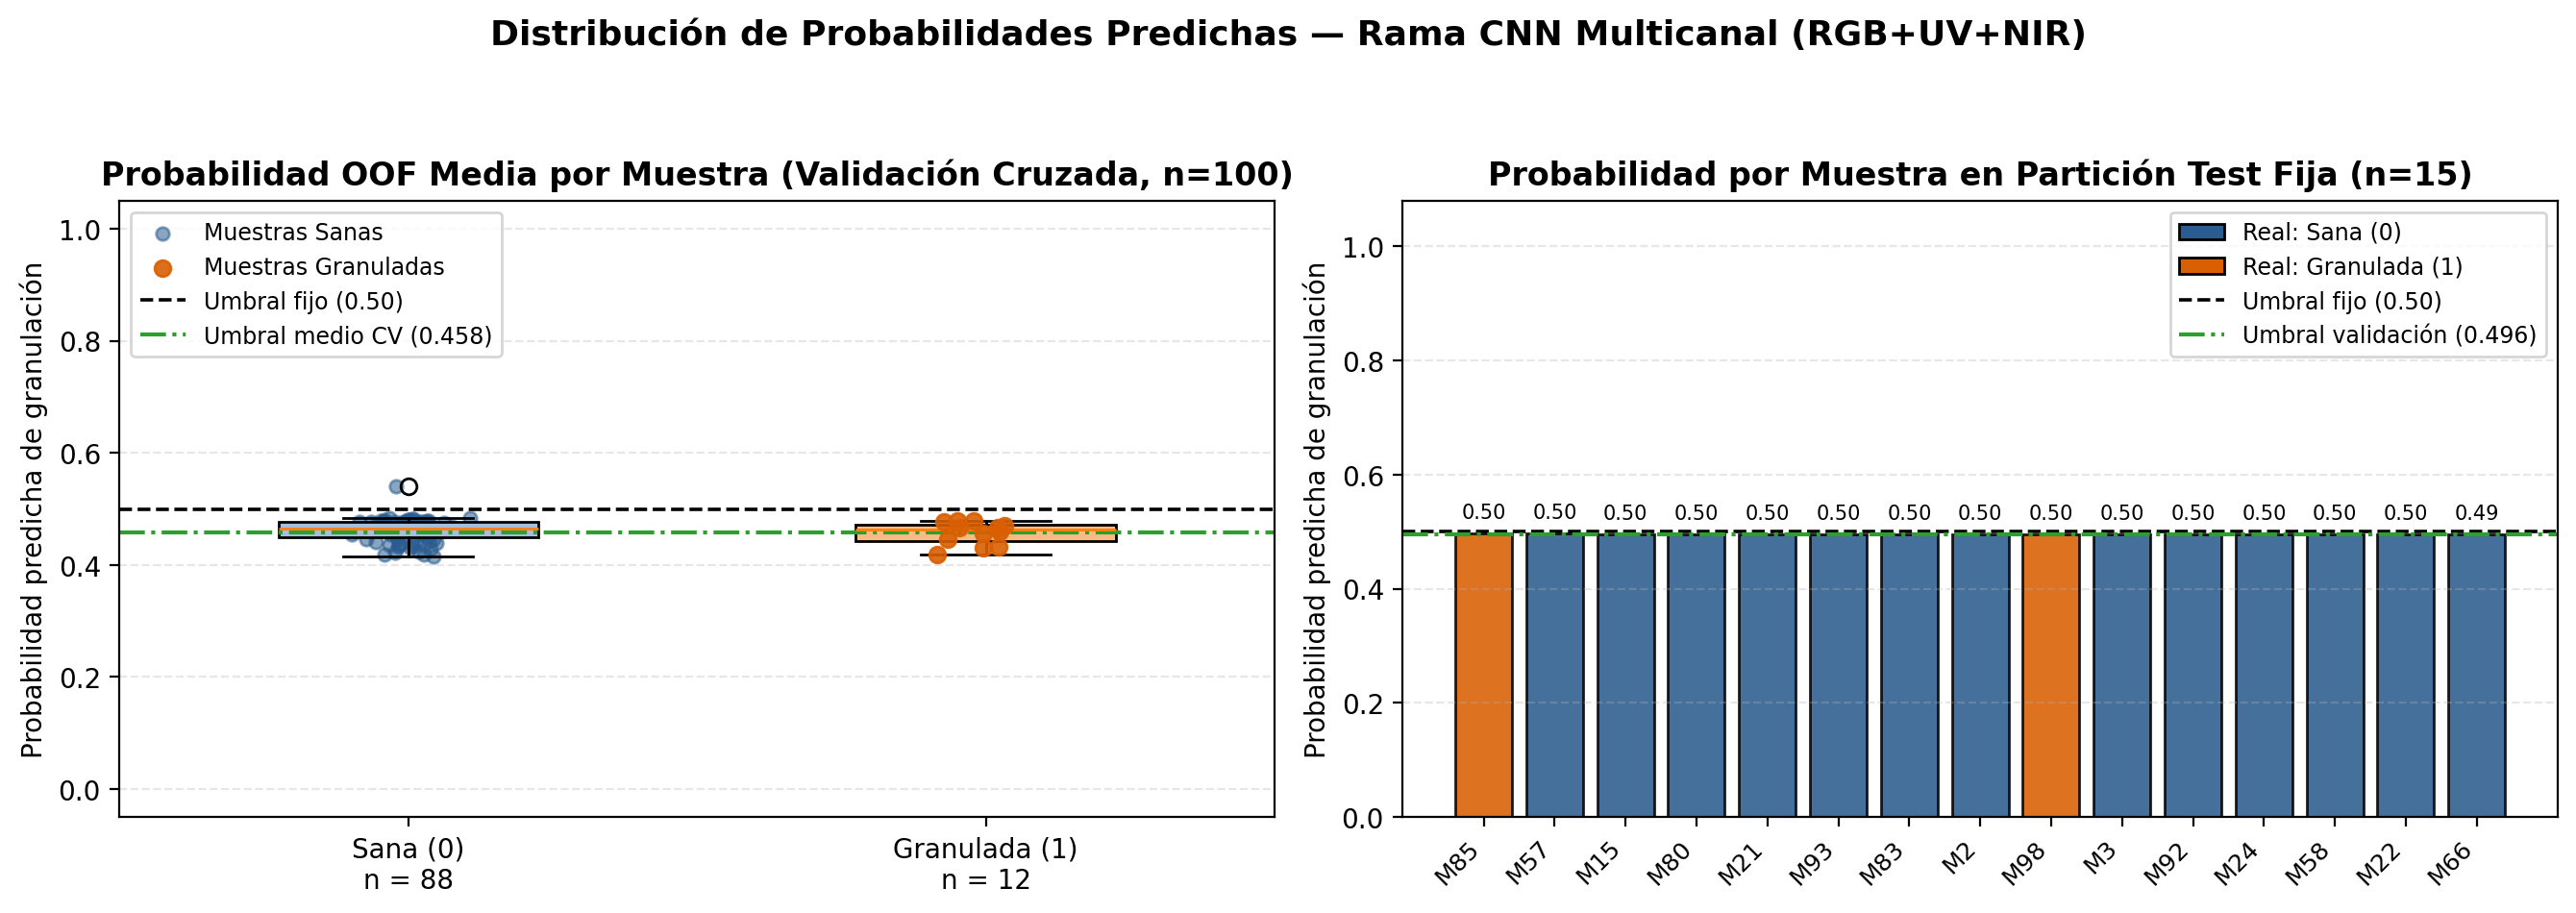 Distribución de Probabilidades Predichas — Rama CNN Multicanal (RGB+UV+NIR)
Probabilidad OOF Media por Muestra (Validación Cruzada, n=100)
Probabilidad predicha de granulación
1.0
0.8
0.6
0.4
0.2
0.0
Muestras Sanas
Muestras Granuladas
Umbral fijo (0.50)
Umbral medio CV (0.458)
Sana (0)
n = 88
Granulada (1)
n = 12
Probabilidad por Muestra en Partición Test Fija (n=15)
Probabilidad predicha de granulación
1.0
0.8
0.6
0.4
0.2
0.0
Real: Sana (0)
Real: Granulada (1)
Umbral fijo (0.50)
Umbral validación (0.496)
0.50 0.50 0.50 0.50 0.50 0.50 0.50 0.50 0.50 0.50 0.50 0.50 0.50 0.50 0.49
M85 M57 M15 M80 M21 M93 M83 M2 M98 M3 M92 M24 M58 M22 M66